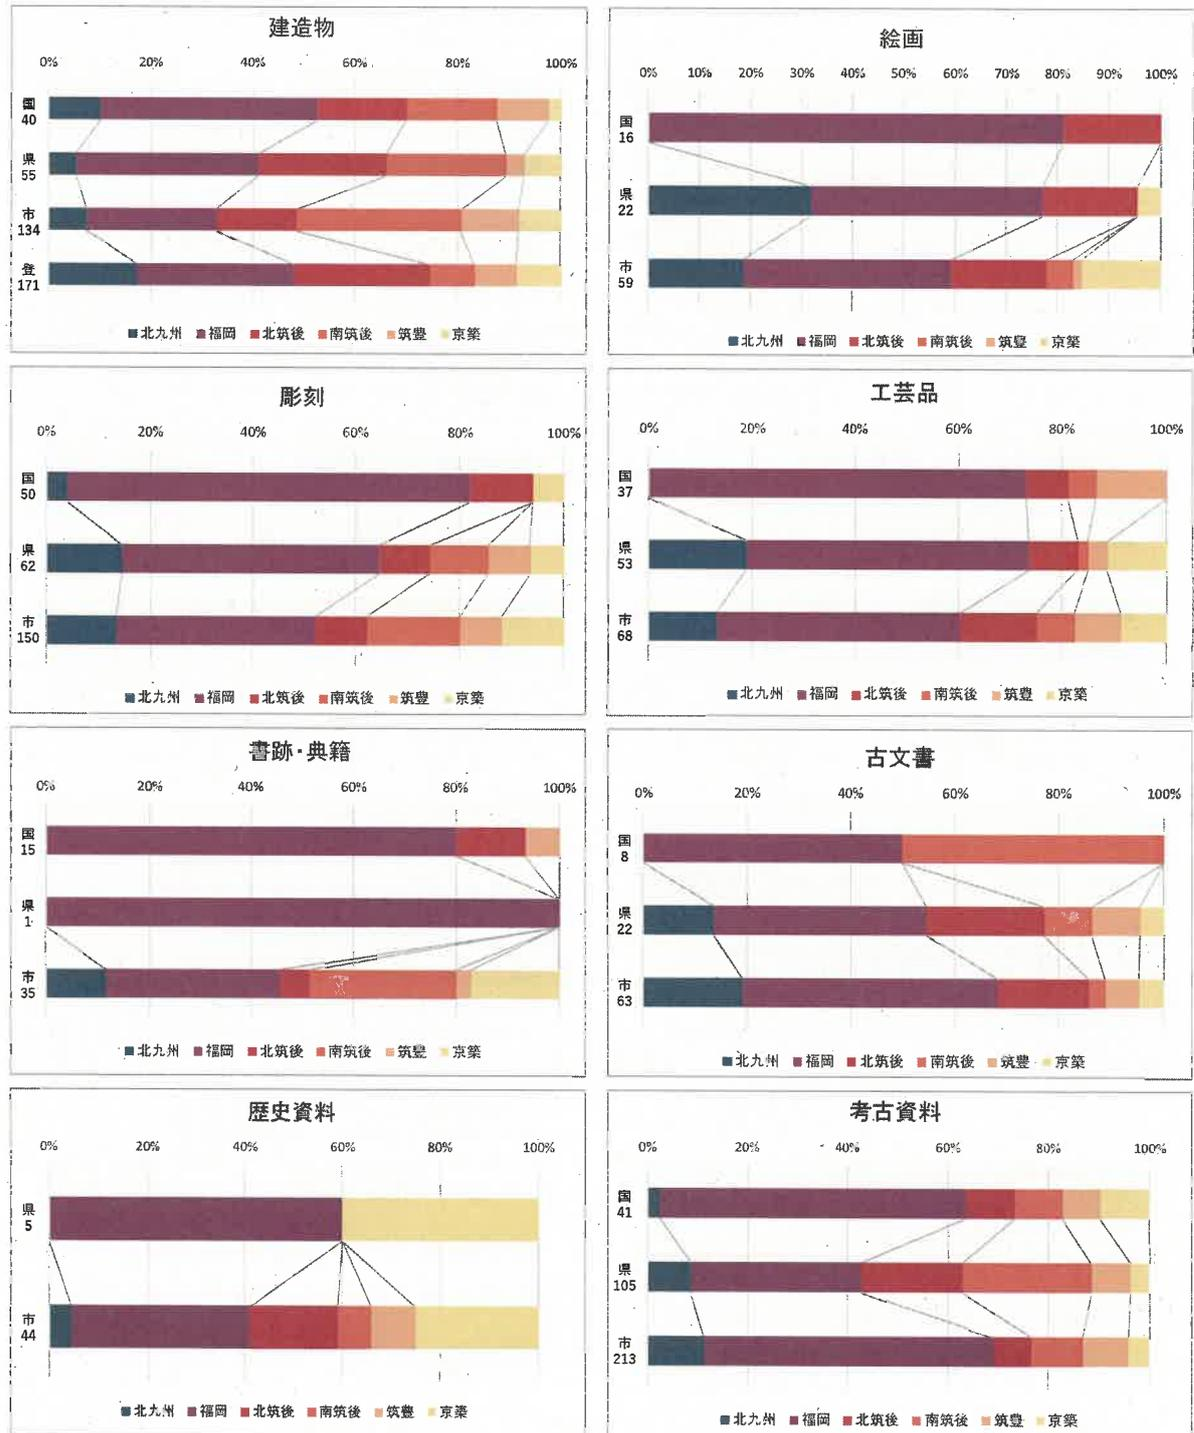 建造物
0% 20% 40% 60% 80% 100%
国
40
県
55
市
134
登
171
北九州 福岡 北筑後 南筑後 筑豊 京築
絵画
0% 10% 20% 30% 40% 50% 60% 70% 80% 90% 100%
国
16
県
22
市
59
北九州 福岡 北筑後 南筑後 筑豊 京築
彫刻
0% 20% 40% 60% 80% 100%
国
50
県
62
市
150
北九州 福岡 北筑後 南筑後 筑豊 京築
工芸品
0% 20% 40% 60% 80% 100%
国
37
県
53
市
68
北九州 福岡 北筑後 南筑後 筑豊 京築
書跡・典籍
0% 20% 40% 60% 80% 100%
国
15
県
1
市
35
北九州 福岡 北筑後 南筑後 筑豊 京築
古文書
0% 20% 40% 60% 80% 100%
国
8
県
22
市
63
北九州 福岡 北筑後 南筑後 筑豊 京築
歴史資料
0% 20% 40% 60% 80% 100%
県
5
市
44
北九州 福岡 北筑後 南筑後 筑豊 京築
考古資料
0% 20% 40% 60% 80% 100%
国
41
県
105
市
213
北九州 福岡 北筑後 南筑後 筑豊 京築